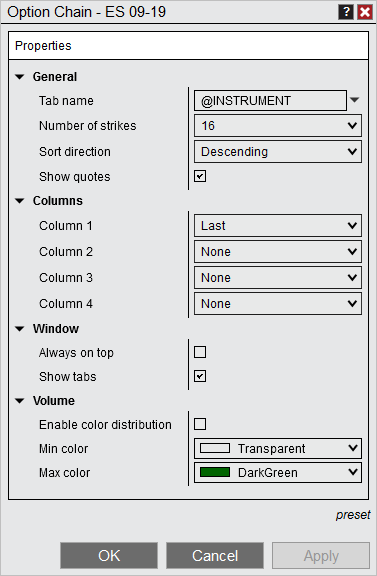 Option Chain - ES 09-19 ?
Properties
General
Tab name @INSTRUMENT
Number of strikes 16
Sort direction Descending
Show quotes
Columns
Column 1 Last
Column 2 None
Column 3 None
Column 4 None
Window
Always on top
Show tabs
Volume
Enable color distribution
Min color Transparent
Max color DarkGreen
preset
OK Cancel Apply